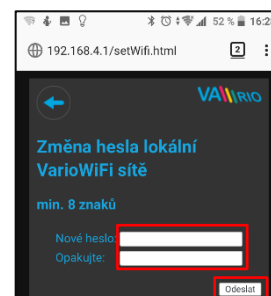 52 % 16:2
192.168.4.1/setWifi.html 2
VARIO
Změna hesla lokální
VarioWiFi sítě
min. 8 znaků
Nové heslo:
Opakujte:
Odeslat